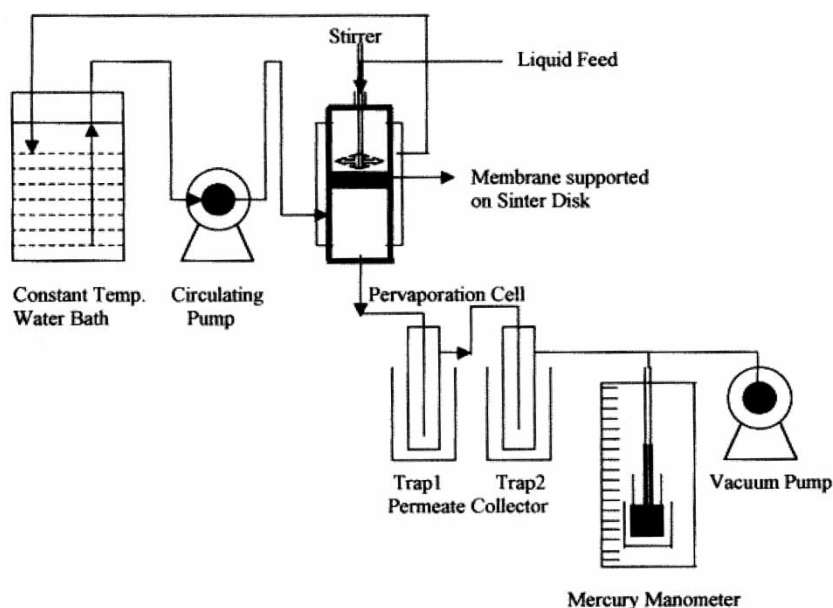 Stirrer
Liquid Feed
Membrane supported
on Sinter Disk
Constant Temp.
Water Bath
Circulating
Pump
Pervaporation Cell
Trap1
Trap2
Permeate Collector
Vacuum Pump
Mercury Manometer